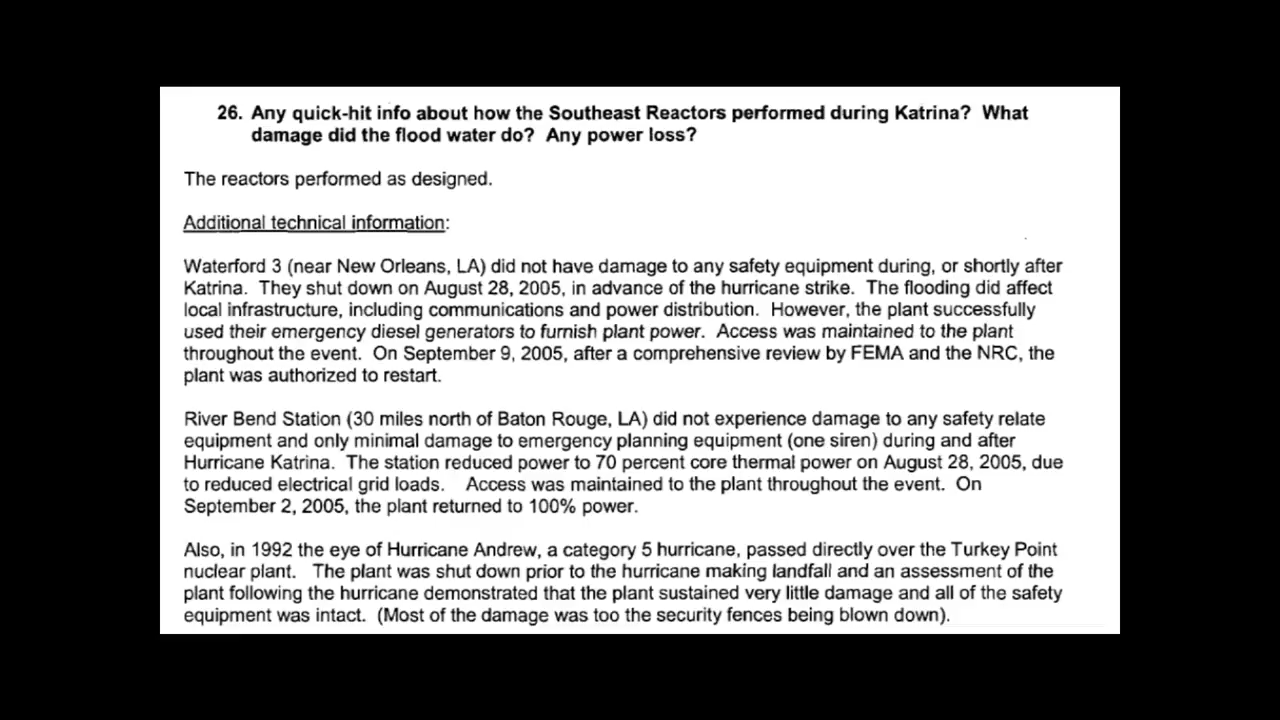 26. Any quick-hit info about how the Southeast Reactors performed during Katrina? What
damage did the flood water do? Any power loss?
The reactors performed as designed.
Additional technical information:
Waterford 3 (near New Orleans, LA) did not have damage to any safety equipment during, or shortly after
Katrina. They shut down on August 28, 2005, in advance of the hurricane strike. The flooding did affect
local infrastructure, including communications and power distribution. However, the plant successfully
used their emergency diesel generators to furnish plant power. Access was maintained to the plant
throughout the event. On September 9, 2005, after a comprehensive review by FEMA and the NRC, the
plant was authorized to restart.
River Bend Station (30 miles north of Baton Rouge, LA) did not experience damage to any safety relate
equipment and only minimal damage to emergency planning equipment (one siren) during and after
Hurricane Katrina. The station reduced power to 70 percent core thermal power on August 28, 2005, due
to reduced electrical grid loads. Access was maintained to the plant throughout the event. On
September 2, 2005, the plant returned to 100% power.
Also, in 1992 the eye of Hurricane Andrew, a category 5 hurricane, passed directly over the Turkey Point
nuclear plant. The plant was shut down prior to the hurricane making landfall and an assessment of the
plant following the hurricane demonstrated that the plant sustained very little damage and all of the safety
equipment was intact. (Most of the damage was too the security fences being blown down).